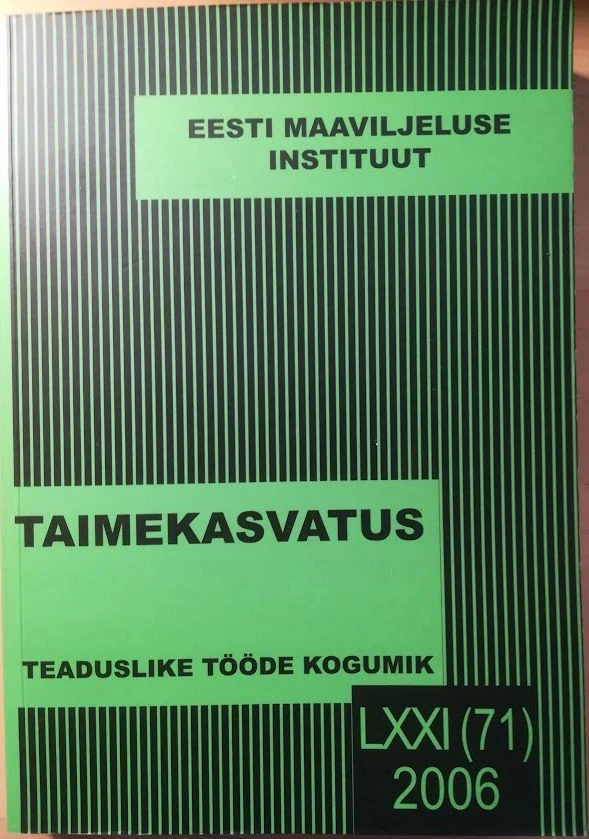 EESTI MAAVILJELUSE
INSTITUUT
TAIMEKASVATUS
TEADUSLIKE TÖÖDE KOGUMIK
LXXI (71)
2006